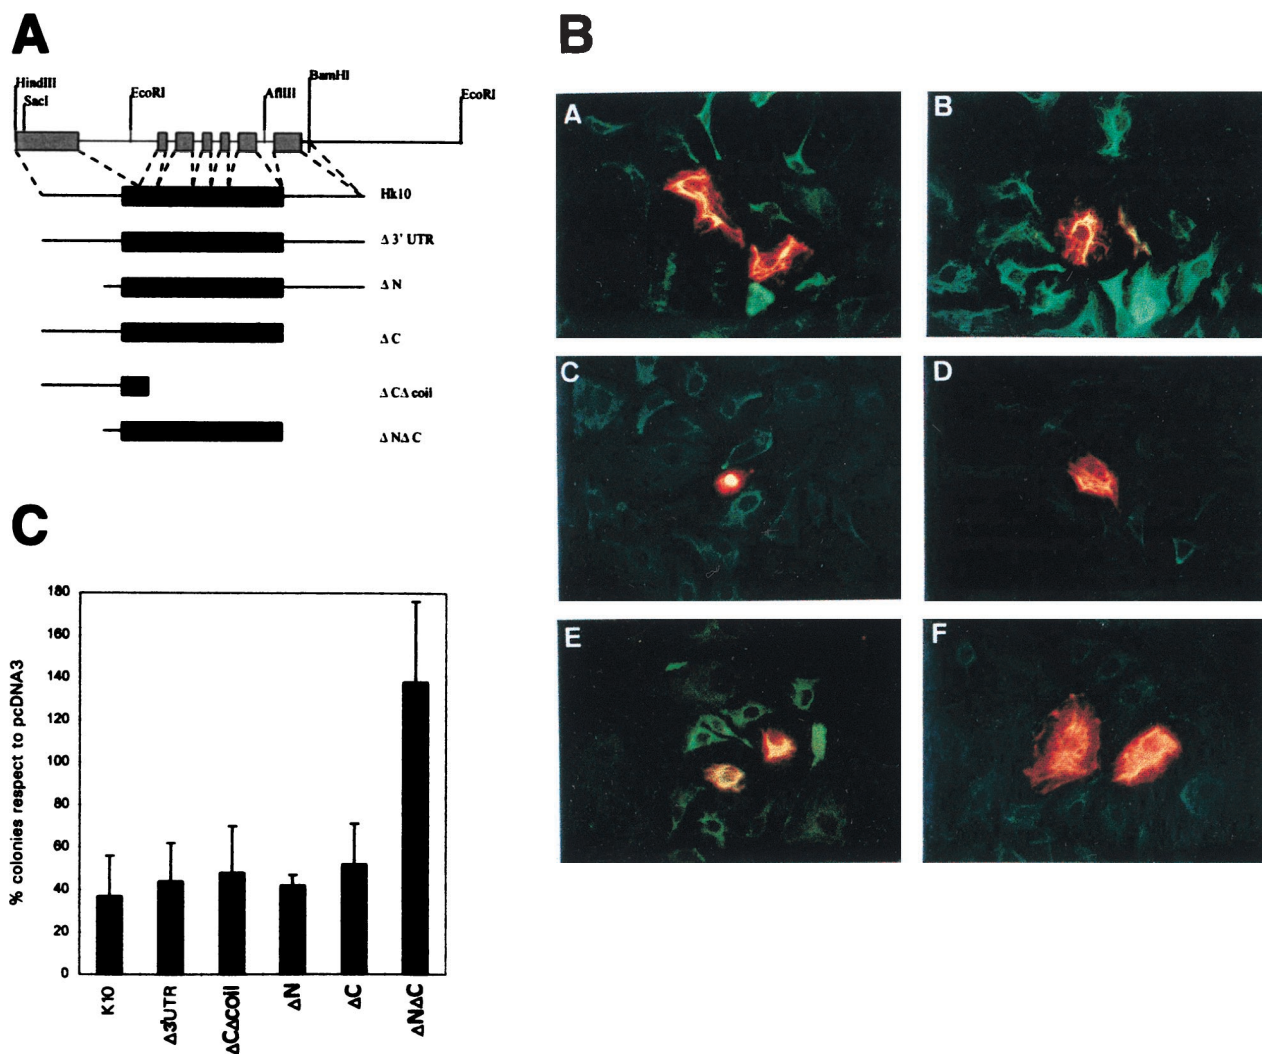 A
HindIII
SacI
EcoRI
AflIII
BamHI
EcoRI
Hk10
Δ 3' UTR
Δ N
Δ C
Δ CΔ coil
Δ NΔ C
B
A
B
C
D
E
F
C
% colonies respect to pcDNA3
180
160
140
120
100
80
60
40
20
0
K10
Δ3'UTR
ΔCΔcoil
ΔN
ΔC
ΔNΔC